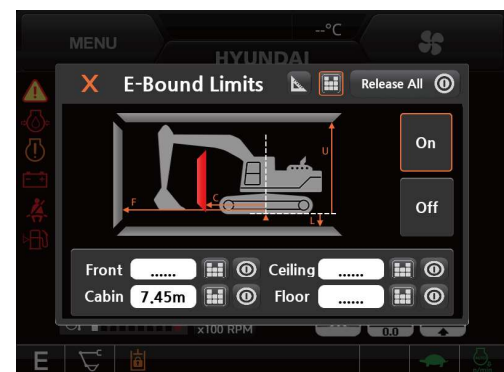 --°C
MENU
HYUNDAI
X E-Bound Limits Release All
On
U
F C
Off
L
Front ...... Ceiling ......
Cabin 7.45m Floor ......
x100 RPM 0.0
E